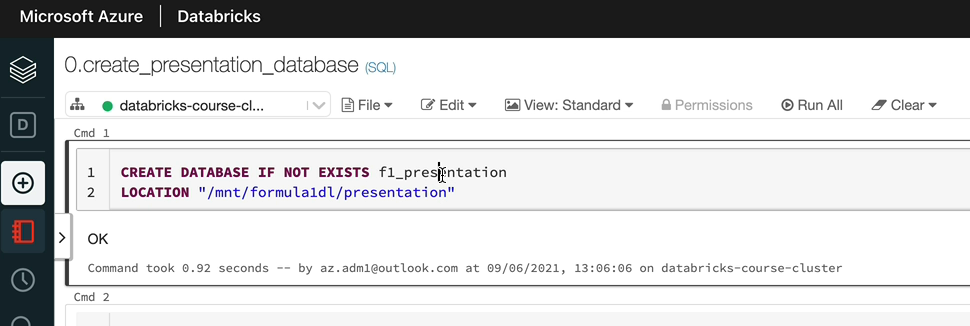 Microsoft Azure | Databricks
0.create_presentation_database (SQL)
databricks-course-cl... File Edit View: Standard Permissions Run All Clear
Cmd 1
1 CREATE DATABASE IF NOT EXISTS f1_presentation
2 LOCATION "/mnt/formula1dl/presentation"
OK
Command took 0.92 seconds -- by az.adm1@outlook.com at 09/06/2021, 13:06:06 on databricks-course-cluster
Cmd 2
D